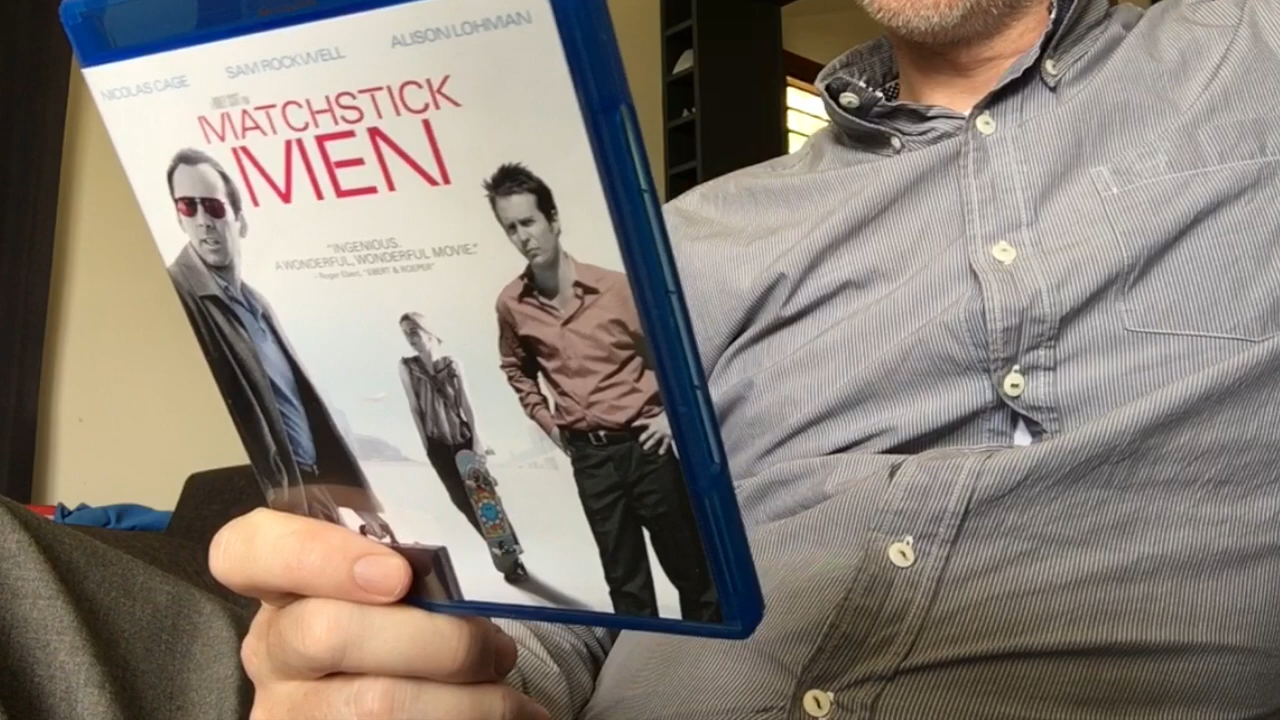 NICOLAS CAGE SAM ROCKWELL ALISON LOHMAN
MATCHSTICK
MEN
"INGENIOUS.
A WONDERFUL, WONDERFUL MOVIE."
- Roger Ebert, "EBERT & ROEPER"